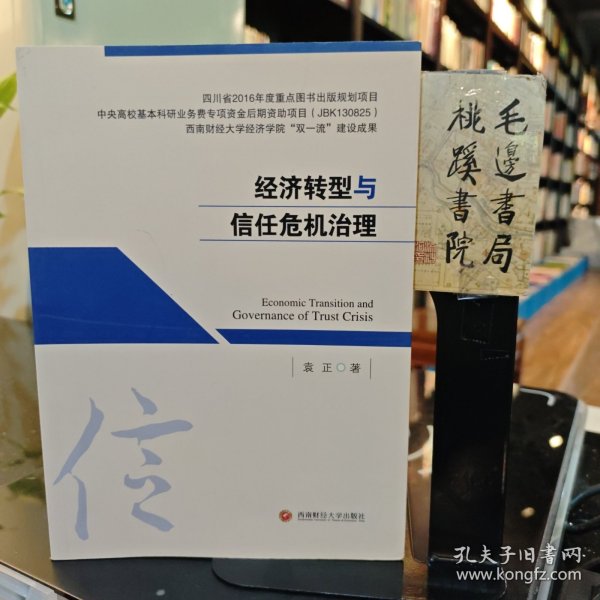 四川省2016年度重点图书出版规划项目
中央高校基本科研业务费专项资金后期资助项目（JBK130825）
西南财经大学经济学院“双一流”建设成果
经济转型与
信任危机治理
Economic Transition and
Governance of Trust Crisis
袁 正 著
信
西南财经大学出版社
毛邊書局
桃蹊書院
孔夫子旧书网
www.kongfz.com